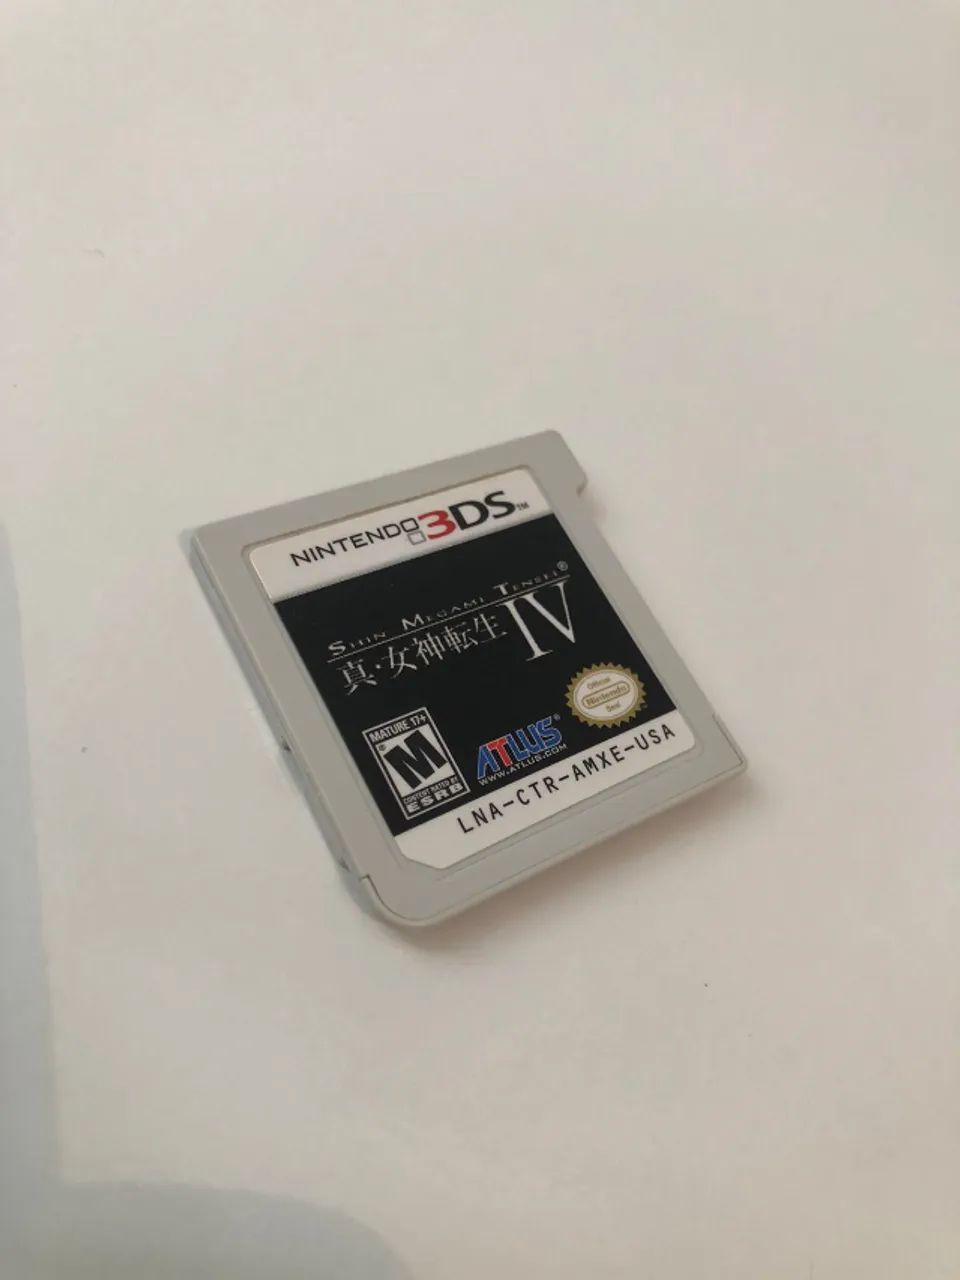 NINTENDO 3DS™
SHIN MEGAMI TENSEI®
真・女神転生 IV
MATURE 17+
M®
CONTENT RATED BY
ESRB
ATLUS®
WWW.ATLUS.COM
Official
Nintendo
Seal
LNA-CTR-AMXE-USA